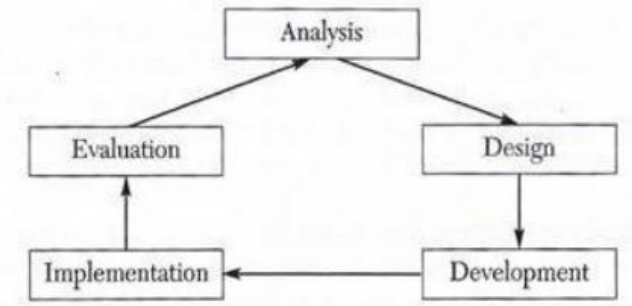 Analysis
Evaluation
Design
Implementation
Development